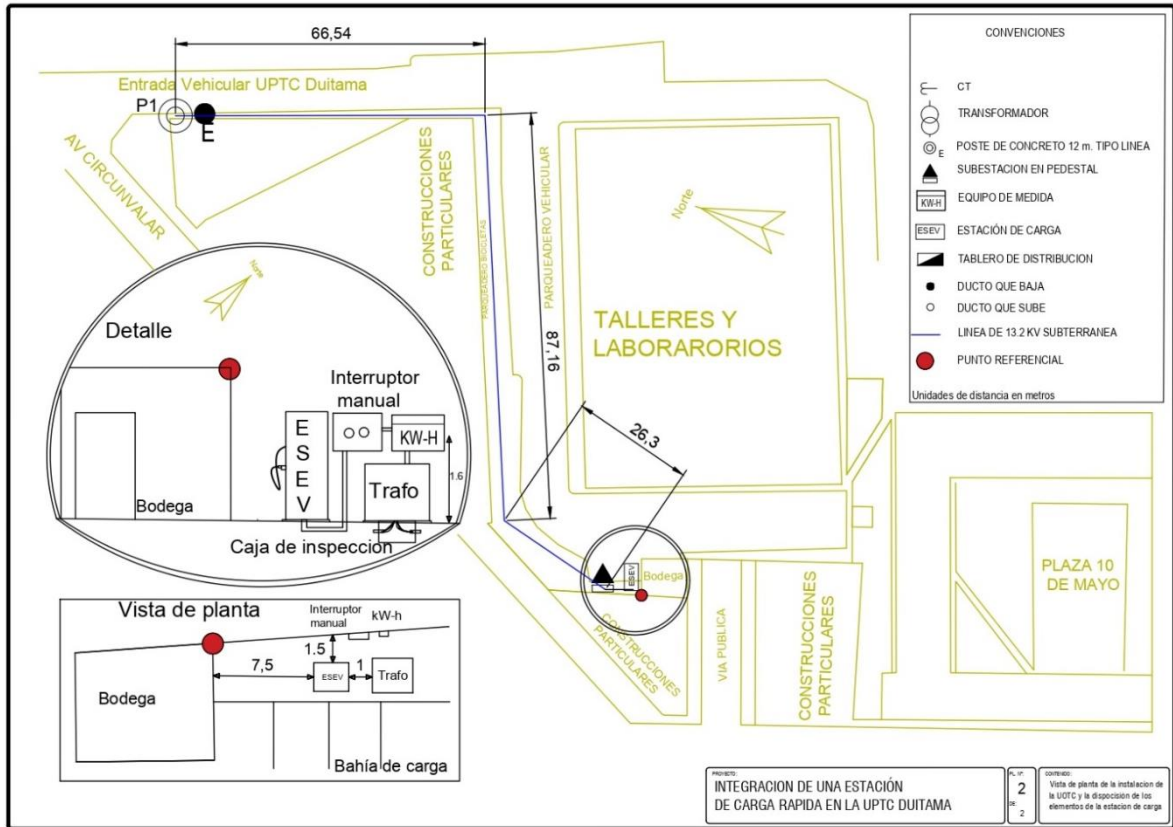 66,54
Entrada Vehicular UPTC Duitama
P1
E
AV CIRCUNVALAR
CONSTRUCCIONES
PARTICULARES
PARQUEADERO BICICLETAS
PARQUEADERO VEHICULAR
87,16
Norte
TALLERES Y
LABORARORIOS
26,3
ESEV
Bodega
CONSTRUCCIONES
PARTICULARES
VIA PUBLICA
CONSTRUCCIONES
PARTICULARES
PLAZA 10
DE MAYO
Norte
Detalle
Interruptor
manual
E
S
E
V
KW-H
1.6
Trafo
Bodega
Caja de inspección
Vista de planta
Interruptor
manual
kW-h
1.5
7,5
ESEV
1
Trafo
Bodega
Bahía de carga
CONVENCIONES
CT
TRANSFORMADOR
E
POSTE DE CONCRETO 12 m. TIPO LINEA
SUBESTACION EN PEDESTAL
KW-H
EQUIPO DE MEDIDA
ESEV
ESTACIÓN DE CARGA
TABLERO DE DISTRIBUCION
DUCTO QUE BAJA
DUCTO QUE SUBE
LINEA DE 13.2 KV SUBTERRANEA
PUNTO REFERENCIAL
Unidades de distancia en metros
PROYECTO:
INTEGRACION DE UNA ESTACIÓN
DE CARGA RAPIDA EN LA UPTC DUITAMA
PL. Nº:
2
DE:
2
CONTENIDO:
Vista de planta de la instalacion de
la UOTC y la disposcion de los
elementos de la estacion de carga